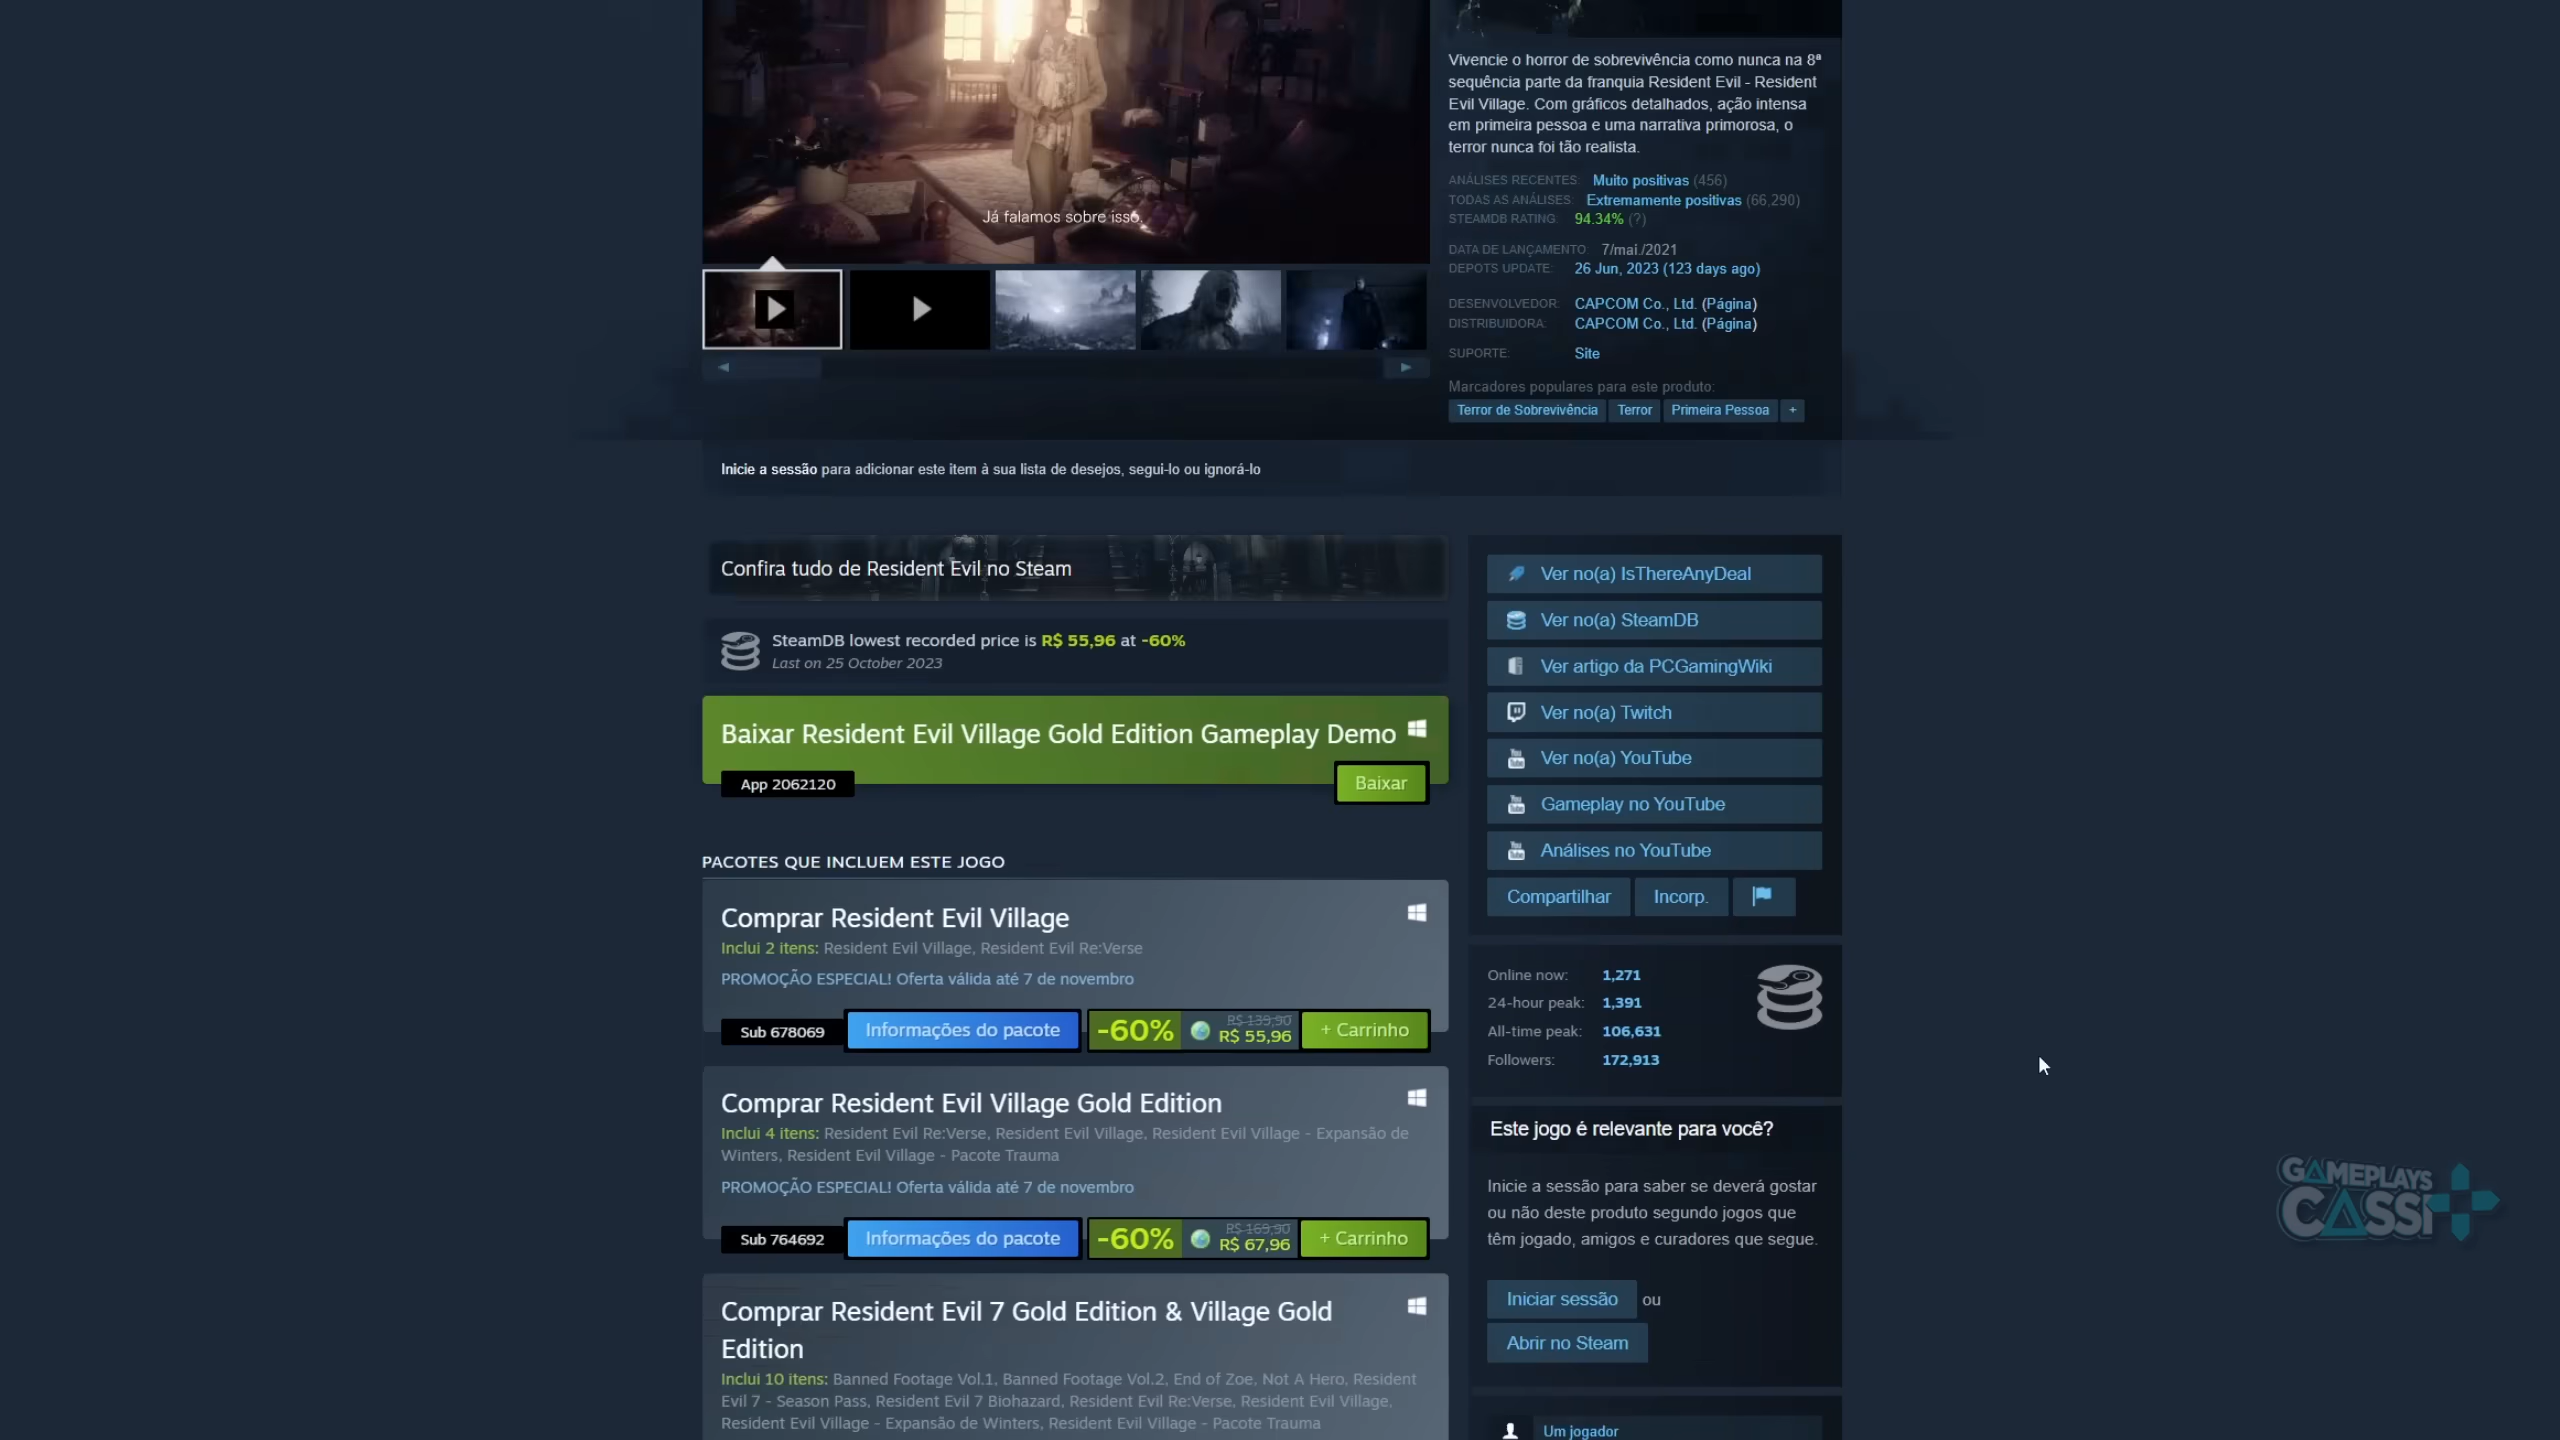 Já falamos sobre isso.
Vivencie o horror de sobrevivência como nunca na 8ª
sequência parte da franquia Resident Evil - Resident
Evil Village. Com gráficos detalhados, ação intensa
em primeira pessoa e uma narrativa primorosa, o
terror nunca foi tão realista.
ANÁLISES RECENTES: Muito positivas (456)
TODAS AS ANÁLISES: Extremamente positivas (66,290)
STEAMDB RATING: 94.34% (?)
DATA DE LANÇAMENTO: 7/mai./2021
DEPOTS UPDATE: 26 Jun, 2023 (123 days ago)
DESENVOLVEDOR: CAPCOM Co., Ltd. (Página)
DISTRIBUIDORA: CAPCOM Co., Ltd. (Página)
SUPORTE: Site
Marcadores populares para este produto:
Terror de Sobrevivência Terror Primeira Pessoa +
Inicie a sessão para adicionar este item à sua lista de desejos, segui-lo ou ignorá-lo
Confira tudo de Resident Evil no Steam
SteamDB lowest recorded price is R$ 55,96 at -60%
Last on 25 October 2023
Baixar Resident Evil Village Gold Edition Gameplay Demo
App 2062120
Baixar
PACOTES QUE INCLUEM ESTE JOGO
Comprar Resident Evil Village
Inclui 2 itens: Resident Evil Village, Resident Evil Re:Verse
PROMOÇÃO ESPECIAL! Oferta válida até 7 de novembro
Sub 678069 Informações do pacote -60% R$ 139,90 R$ 55,96 + Carrinho
Comprar Resident Evil Village Gold Edition
Inclui 4 itens: Resident Evil Re:Verse, Resident Evil Village, Resident Evil Village - Expansão de
Winters, Resident Evil Village - Pacote Trauma
PROMOÇÃO ESPECIAL! Oferta válida até 7 de novembro
Sub 764692 Informações do pacote -60% R$ 169,90 R$ 67,96 + Carrinho
Comprar Resident Evil 7 Gold Edition & Village Gold
Edition
Inclui 10 itens: Banned Footage Vol.1, Banned Footage Vol.2, End of Zoe, Not A Hero, Resident
Evil 7 - Season Pass, Resident Evil 7 Biohazard, Resident Evil Re:Verse, Resident Evil Village,
Resident Evil Village - Expansão de Winters, Resident Evil Village - Pacote Trauma
Ver no(a) IsThereAnyDeal
Ver no(a) SteamDB
Ver artigo da PCGamingWiki
Ver no(a) Twitch
Ver no(a) YouTube
Gameplay no YouTube
Análises no YouTube
Compartilhar Incorp.
Online now: 1,271
24-hour peak: 1,391
All-time peak: 106,631
Followers: 172,913
Este jogo é relevante para você?
Inicie a sessão para saber se deverá gostar
ou não deste produto segundo jogos que
têm jogado, amigos e curadores que segue.
Iniciar sessão ou
Abrir no Steam
Um jogador
GAMEPLAYS
CASSI